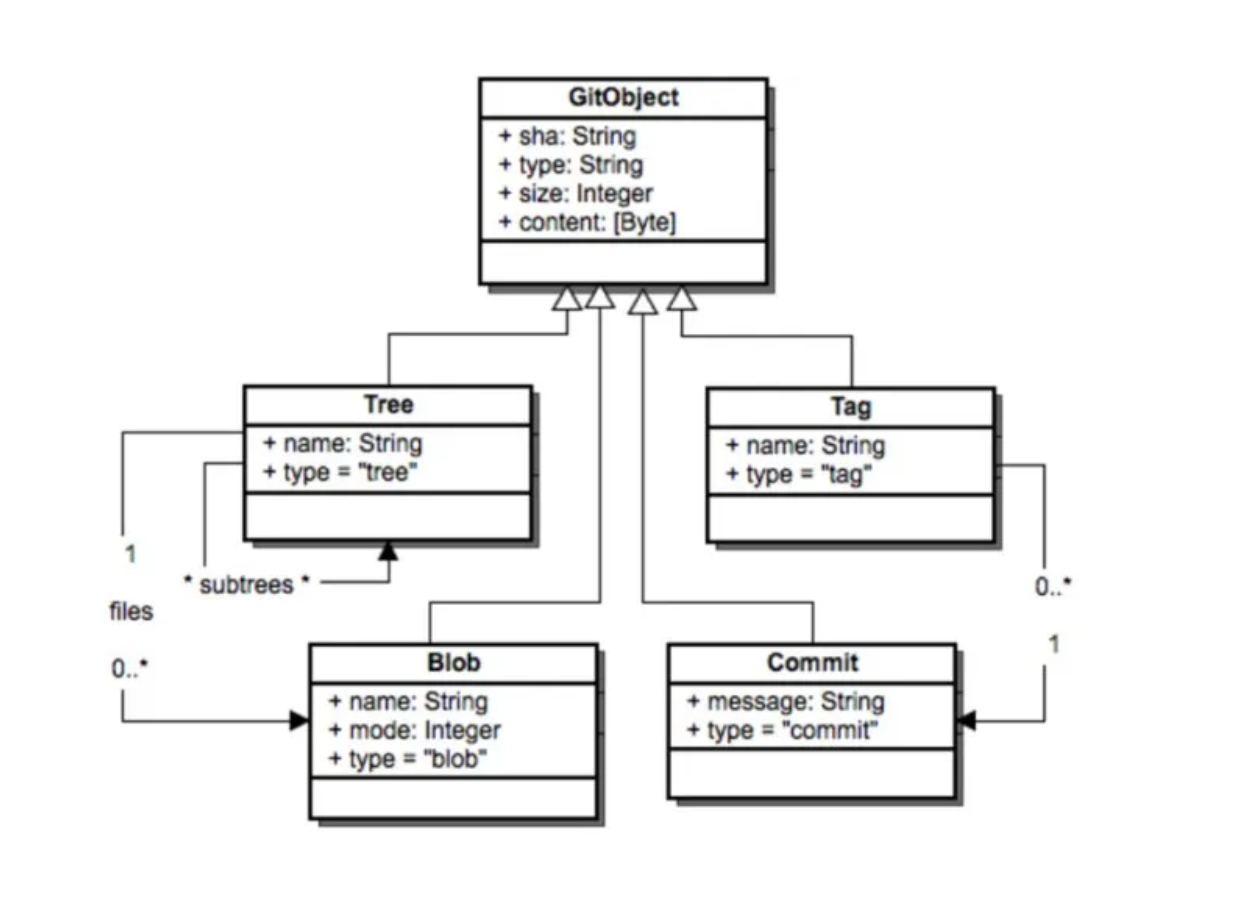 GitObject
+ sha: String
+ type: String
+ size: Integer
+ content: [Byte]
Tree
+ name: String
+ type = "tree"
Tag
+ name: String
+ type = "tag"
1
* subtrees *
files
0..*
0..*
1
Blob
+ name: String
+ mode: Integer
+ type = "blob"
Commit
+ message: String
+ type = "commit"